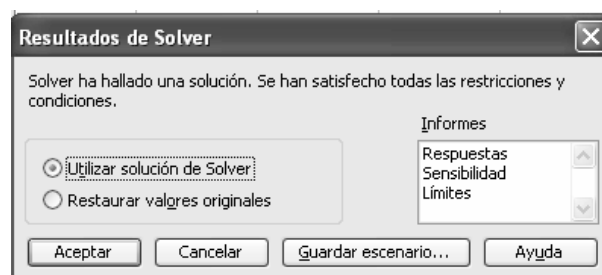 Resultados de Solver
Solver ha hallado una solución. Se han satisfecho todas las restricciones y
condiciones.
Informes
Utilizar solución de Solver
Restaurar valores originales
Respuestas
Sensibilidad
Límites
Aceptar
Cancelar
Guardar escenario...
Ayuda